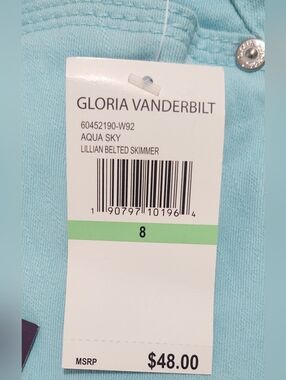 GLORIA VANDERBILT
60452190-W92
AQUA SKY
LILLIAN BELTED SKIMMER
1 90797 10196 4
8
MSRP $48.00